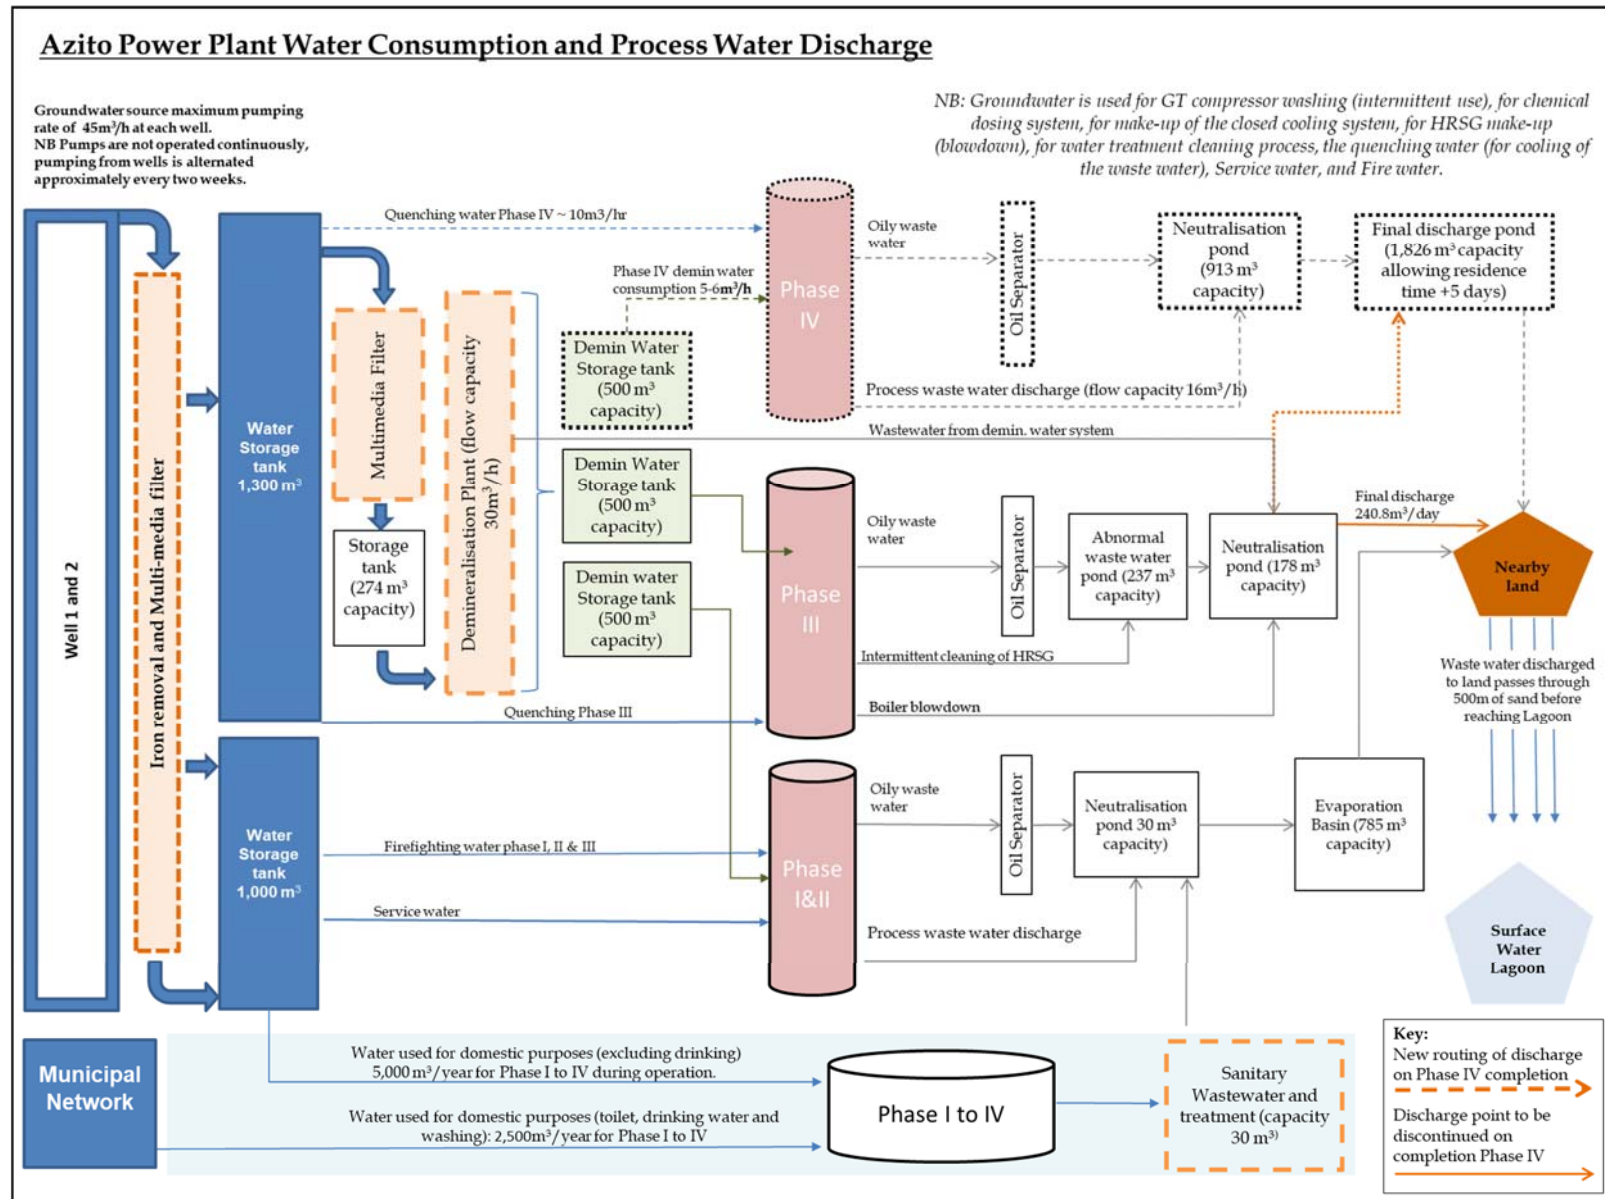 Azito Power Plant Water Consumption and Process Water Discharge
Groundwater source maximum pumping
rate of 45m³/h at each well.
NB Pumps are not operated continuously,
pumping from wells is alternated
approximately every two weeks.
NB: Groundwater is used for GT compressor washing (intermittent use), for chemical
dosing system, for make-up of the closed cooling system, for HRSG make-up
(blowdown), for water treatment cleaning process, the quenching water (for cooling of
the waste water), Service water, and Fire water.
Well 1 and 2
Iron removal and Multi-media filter
Water
Storage
tank
1,300 m³
Quenching water Phase IV ~ 10m3/hr
Multimedia Filter
Storage
tank
(274 m³
capacity)
Demineralisation Plant (flow capacity
30m³/h)
Phase IV demin water
consumption 5-6m³/h
Demin Water
Storage tank
(500 m³
capacity)
Demin Water
Storage tank
(500 m³
capacity)
Demin water
Storage tank
(500 m³
capacity)
Quenching Phase III
Phase
IV
Oily waste
water
Oil Separator
Neutralisation
pond
(913 m³
capacity)
Final discharge pond
(1,826 m³ capacity
allowing residence
time +5 days)
Process waste water discharge (flow capacity 16m³/h)
Wastewater from demin. water system
Phase
III
Oily waste
water
Oil Separator
Abnormal
waste water
pond (237 m³
capacity)
Neutralisation
pond (178 m³
capacity)
Final discharge
240.8m³/day
Nearby
land
Intermittent cleaning of HRSG
Boiler blowdown
Waste water discharged
to land passes through
500m of sand before
reaching Lagoon
Water
Storage
tank
1,000 m³
Firefighting water phase I, II & III
Service water
Phase
I&II
Oily waste
water
Oil Separator
Neutralisation
pond 30 m³
capacity)
Evaporation
Basin (785 m³
capacity)
Process waste water discharge
Surface
Water
Lagoon
Municipal
Network
Water used for domestic purposes (excluding drinking)
5,000 m³/year for Phase I to IV during operation.
Water used for domestic purposes (toilet, drinking water and
washing): 2,500m³/year for Phase I to IV
Phase I to IV
Sanitary
Wastewater and
treatment (capacity
30 m³⁾
Key:
New routing of discharge
on Phase IV completion
Discharge point to be
discontinued on
completion Phase IV